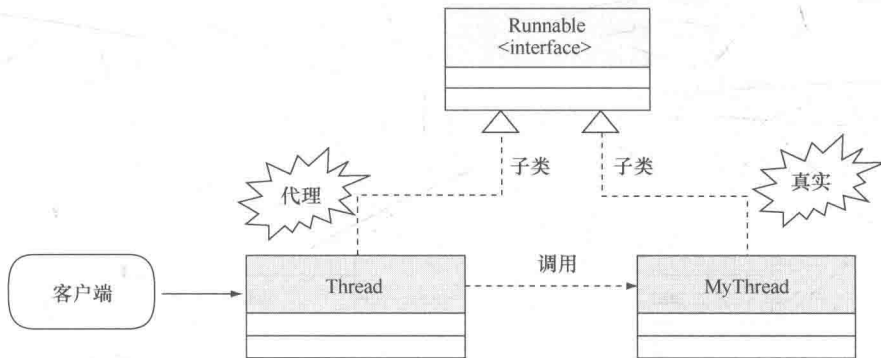 Runnable
<interface>
子类
子类
代理
真实
客户端
Thread
调用
MyThread